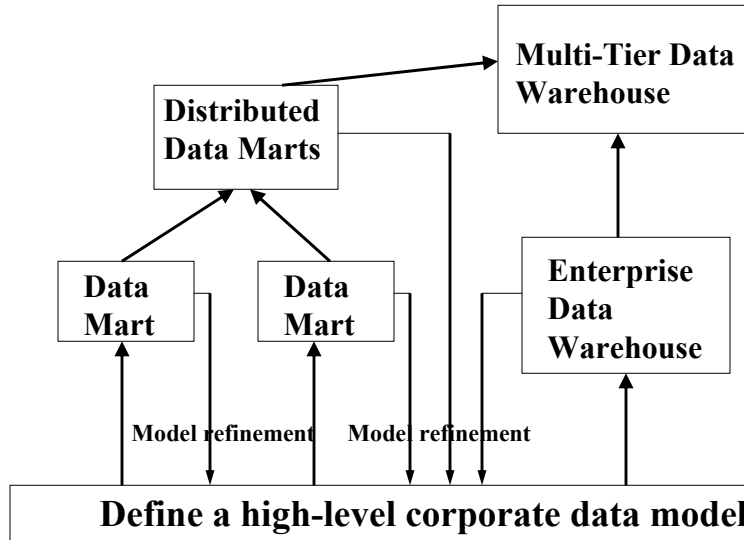 Multi-Tier Data
Warehouse
Distributed
Data Marts
Data
Mart
Data
Mart
Enterprise
Data
Warehouse
Model refinement
Model refinement
Define a high-level corporate data model